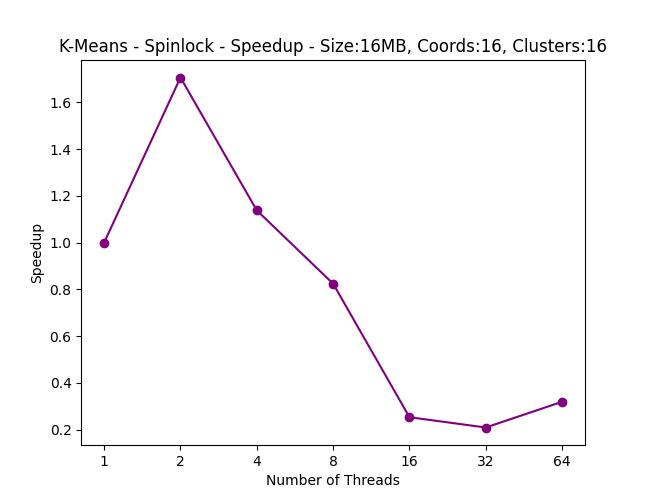 K-Means - Spinlock - Speedup - Size:16MB, Coords:16, Clusters:16
1.6
1.4
1.2
1.0
0.8
0.6
0.4
0.2
Speedup
1 2 4 8 16 32 64
Number of Threads